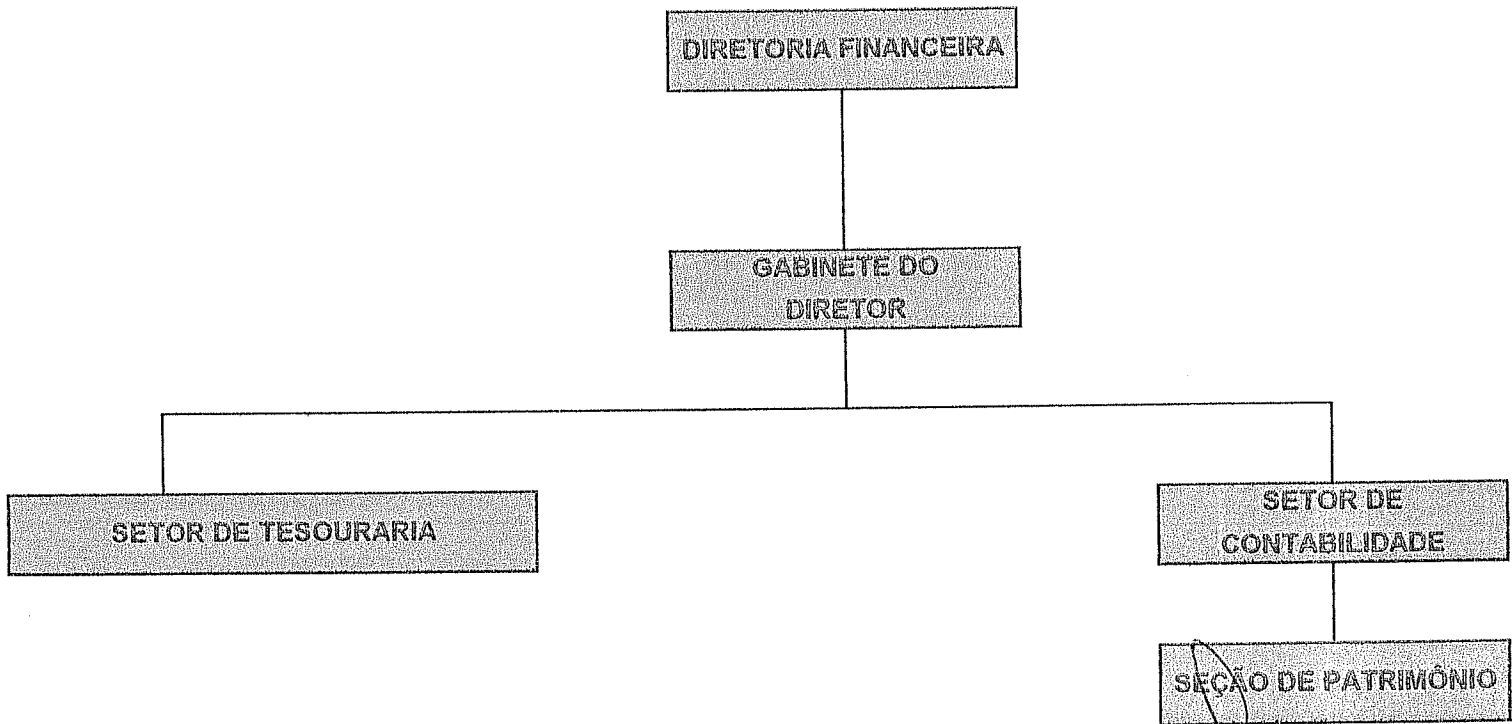 DIRETORIA FINANCEIRA
GABINETE DO
DIRETOR
SETOR DE TESOURARIA
SETOR DE
CONTABILIDADE
SEÇÃO DE PATRIMÔNIO